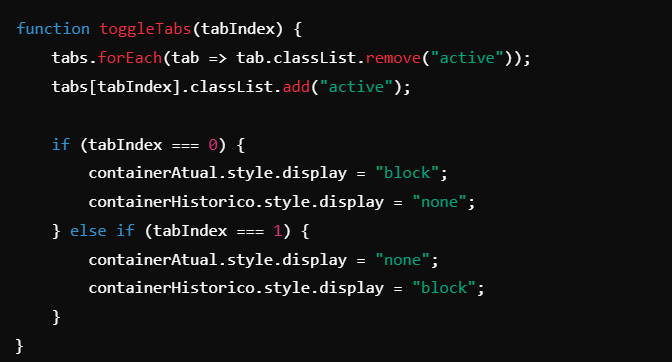 function toggleTabs(tabIndex) {
    tabs.forEach(tab => tab.classList.remove("active"));
    tabs[tabIndex].classList.add("active");

    if (tabIndex === 0) {
        containerAtual.style.display = "block";
        containerHistorico.style.display = "none";
    } else if (tabIndex === 1) {
        containerAtual.style.display = "none";
        containerHistorico.style.display = "block";
    }
}